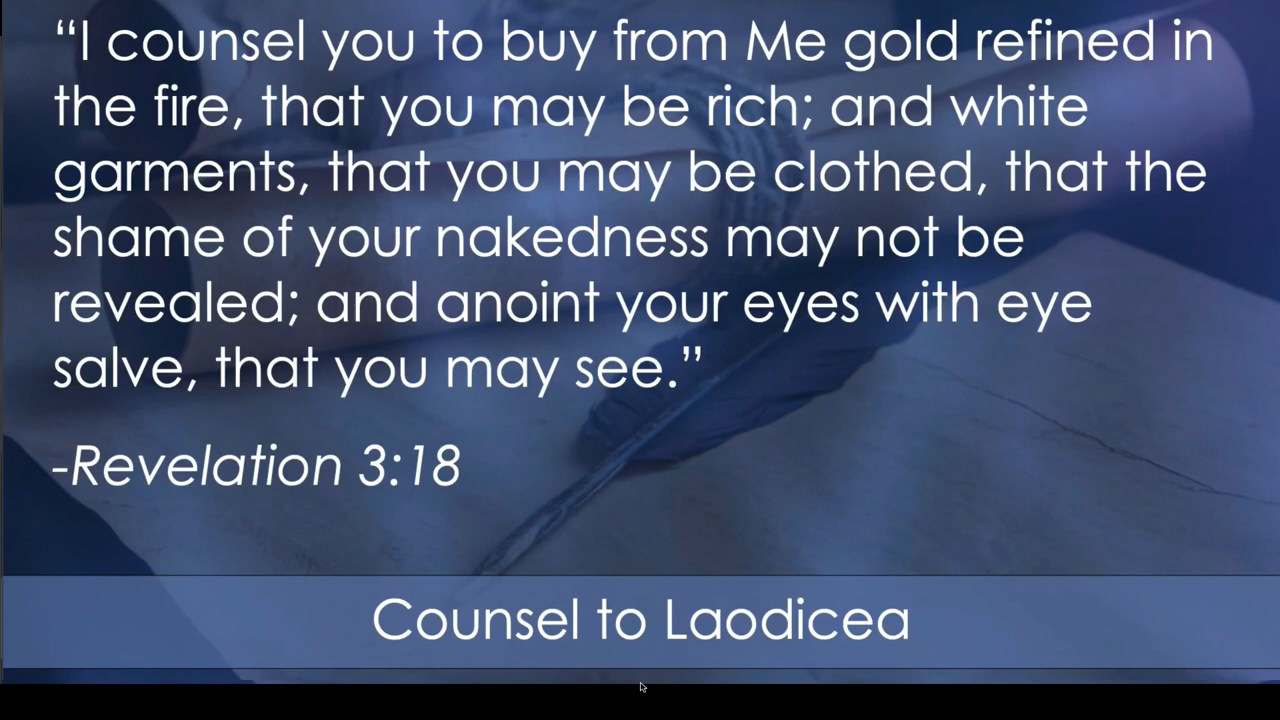 “I counsel you to buy from Me gold refined in
the fire, that you may be rich; and white
garments, that you may be clothed, that the
shame of your nakedness may not be
revealed; and anoint your eyes with eye
salve, that you may see.”
-Revelation 3:18
Counsel to Laodicea